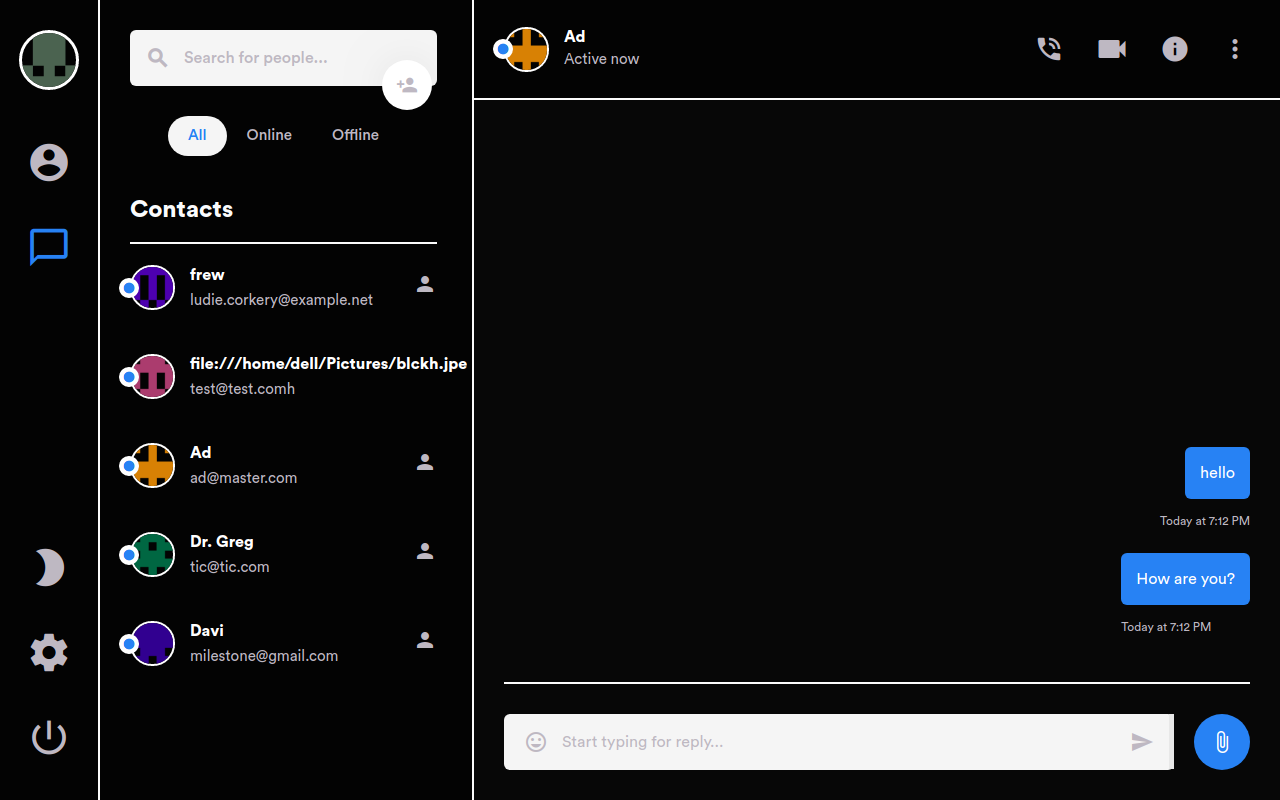 Search for people...
All
Online
Offline
Contacts
frew
ludie.corkery@example.net
file:///home/dell/Pictures/blckh.jpe
test@test.comh
Ad
ad@master.com
Dr. Greg
tic@tic.com
Davi
milestone@gmail.com
Ad
Active now
hello
Today at 7:12 PM
How are you?
Today at 7:12 PM
Start typing for reply...